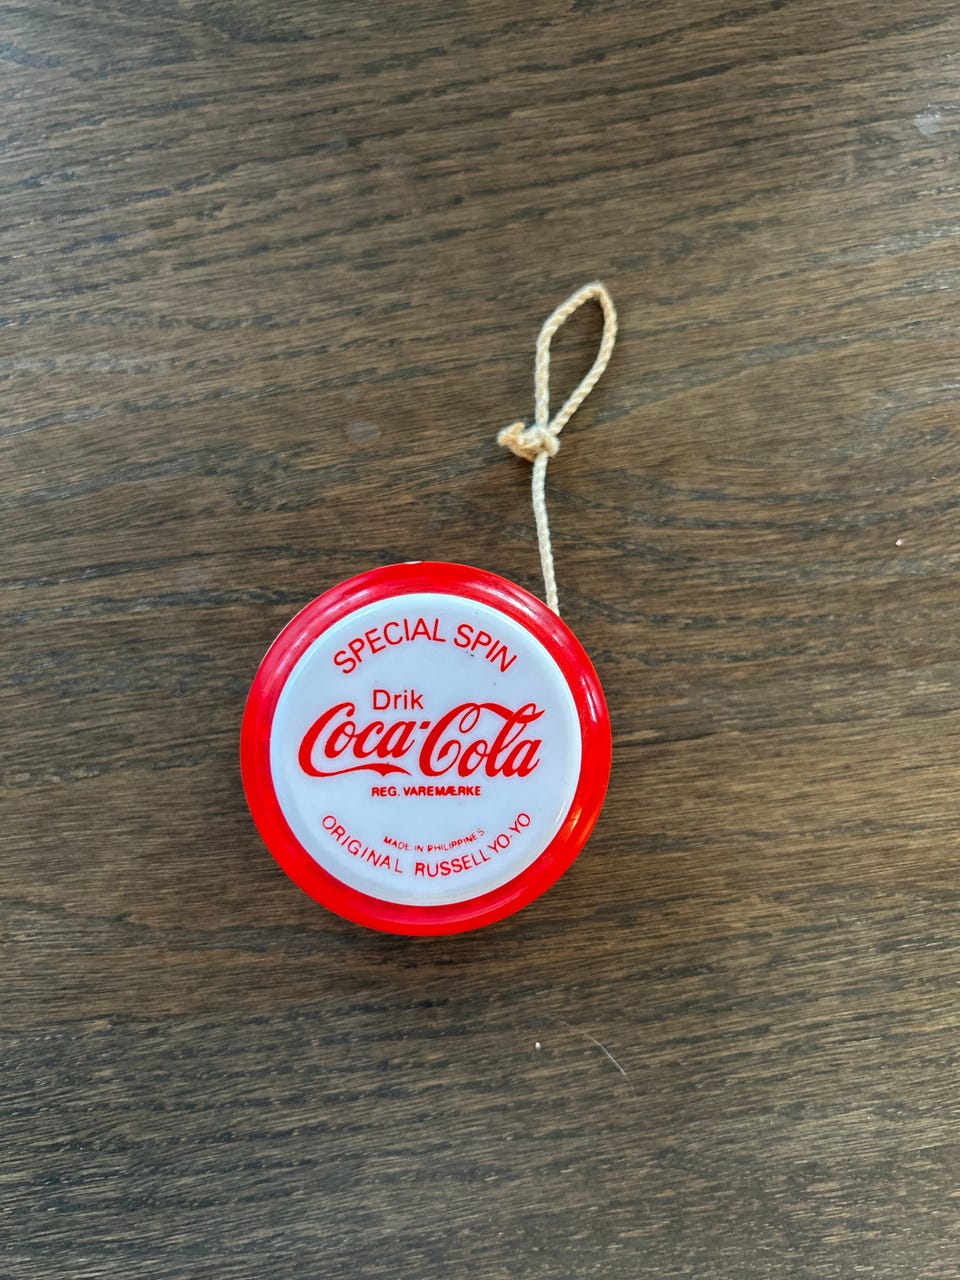 SPECIAL SPIN
Drik
Coca-Cola
REG. VAREMÆRKE
MADE IN PHILIPPINES
ORIGINAL RUSSELL YO-YO